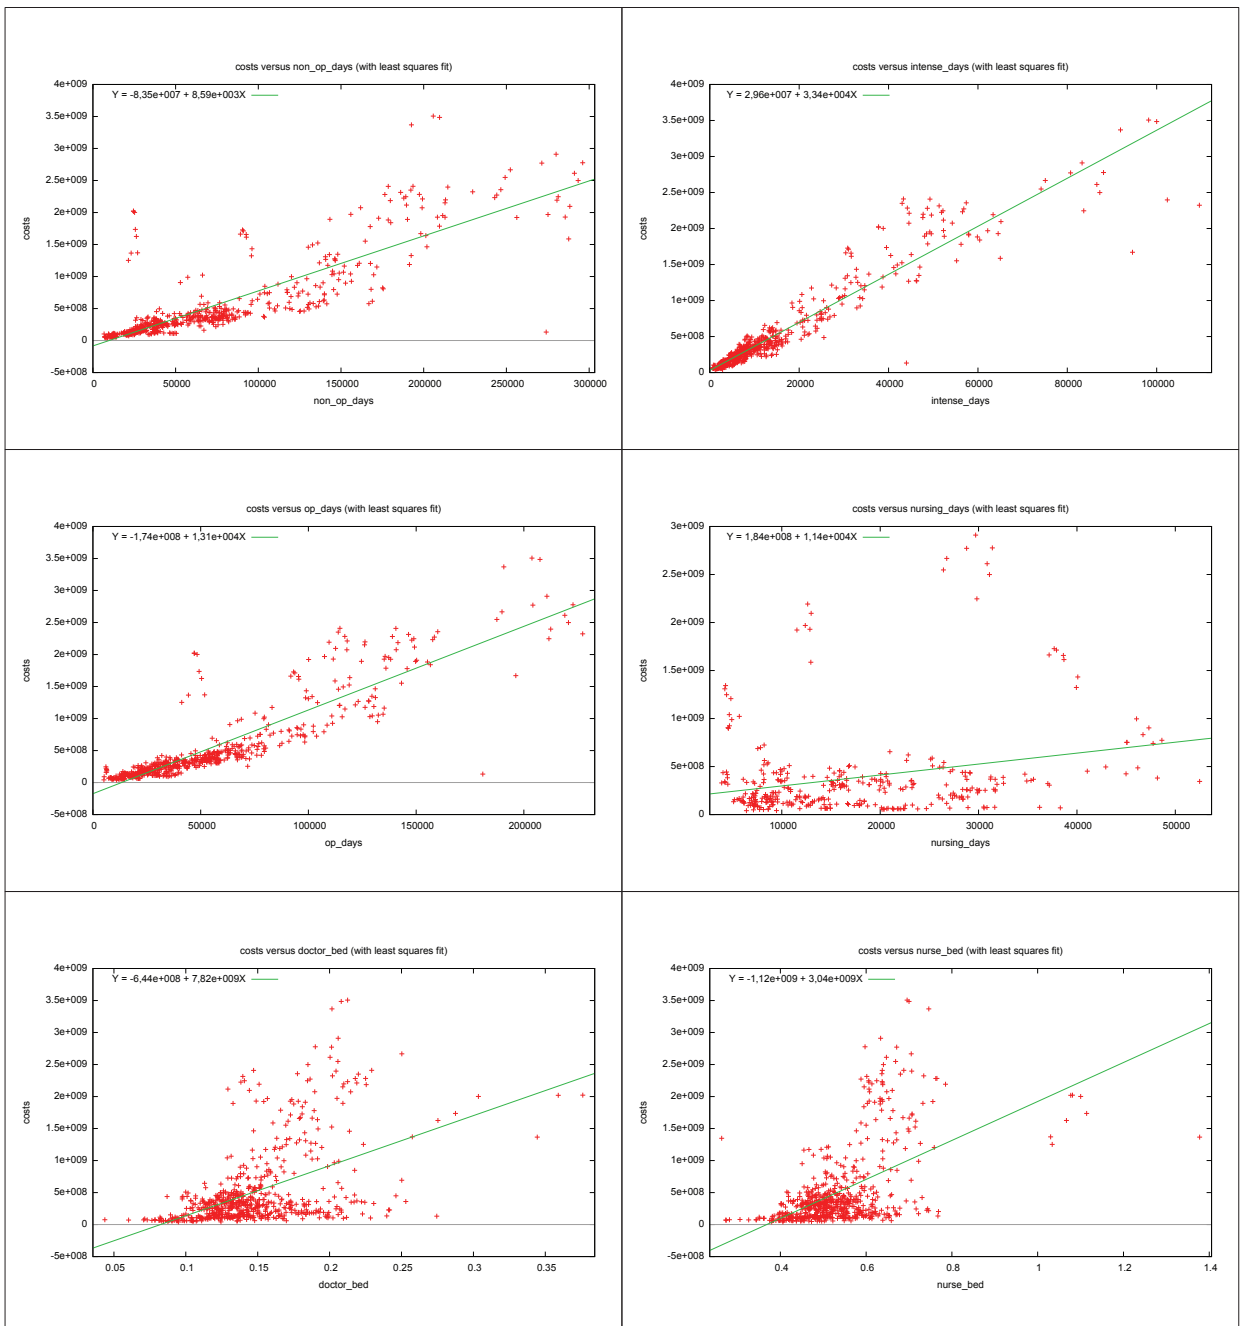 costs versus non_op_days (with least squares fit)
Y = -8,35e+007 + 8,59e+003X
4e+009
3.5e+009
3e+009
2.5e+009
2e+009
1.5e+009
1e+009
5e+008
0
-5e+008
costs
0 50000 100000 150000 200000 250000 300000
non_op_days
costs versus intense_days (with least squares fit)
Y = 2,96e+007 + 3,34e+004X
4e+009
3.5e+009
3e+009
2.5e+009
2e+009
1.5e+009
1e+009
5e+008
0
costs
0 20000 40000 60000 80000 100000
intense_days
costs versus op_days (with least squares fit)
Y = -1,74e+008 + 1,31e+004X
4e+009
3.5e+009
3e+009
2.5e+009
2e+009
1.5e+009
1e+009
5e+008
0
-5e+008
costs
0 50000 100000 150000 200000
op_days
costs versus nursing_days (with least squares fit)
Y = 1,84e+008 + 1,14e+004X
3e+009
2.5e+009
2e+009
1.5e+009
1e+009
5e+008
0
costs
10000 20000 30000 40000 50000
nursing_days
costs versus doctor_bed (with least squares fit)
Y = -6,44e+008 + 7,82e+009X
4e+009
3.5e+009
3e+009
2.5e+009
2e+009
1.5e+009
1e+009
5e+008
0
-5e+008
costs
0.05 0.1 0.15 0.2 0.25 0.3 0.35
doctor_bed
costs versus nurse_bed (with least squares fit)
Y = -1,12e+009 + 3,04e+009X
4e+009
3.5e+009
3e+009
2.5e+009
2e+009
1.5e+009
1e+009
5e+008
0
-5e+008
costs
0.4 0.6 0.8 1 1.2 1.4
nurse_bed